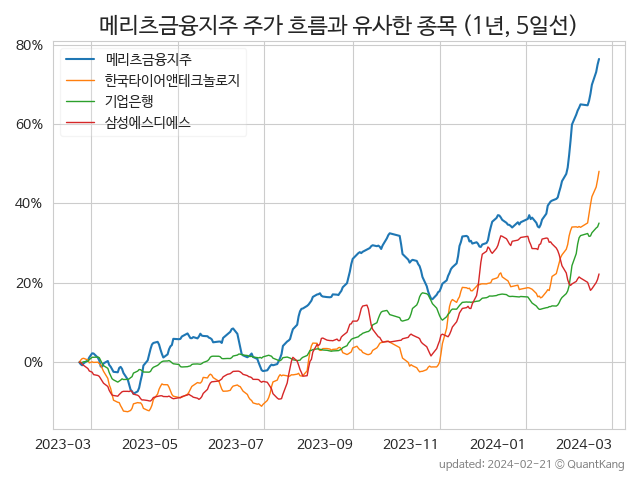 메리츠금융지주 주가 흐름과 유사한 종목 (1년, 5일선)
메리츠금융지주
한국타이어앤테크놀로지
기업은행
삼성에스디에스
80%
60%
40%
20%
0%
2023-03 2023-05 2023-07 2023-09 2023-11 2024-01 2024-03
updated: 2024-02-21 © QuantKang